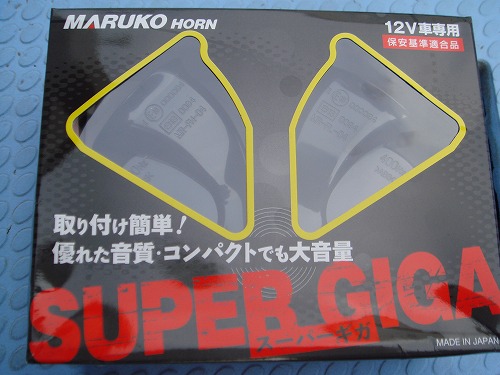 MARUKO HORN
12V車専用
保安基準適合品
取り付け簡単!
優れた音質・コンパクトでも大音量
SUPER GIGA
スーパーギガ
MADE IN JAPAN